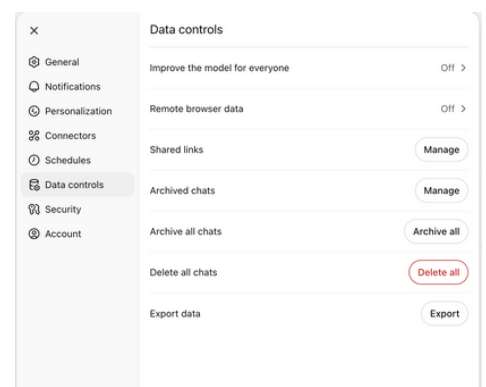 Data controls
General
Notifications
Personalization
Connectors
Schedules
Data controls
Security
Account
Improve the model for everyone Off
Remote browser data Off
Shared links Manage
Archived chats Manage
Archive all chats Archive all
Delete all chats Delete all
Export data Export